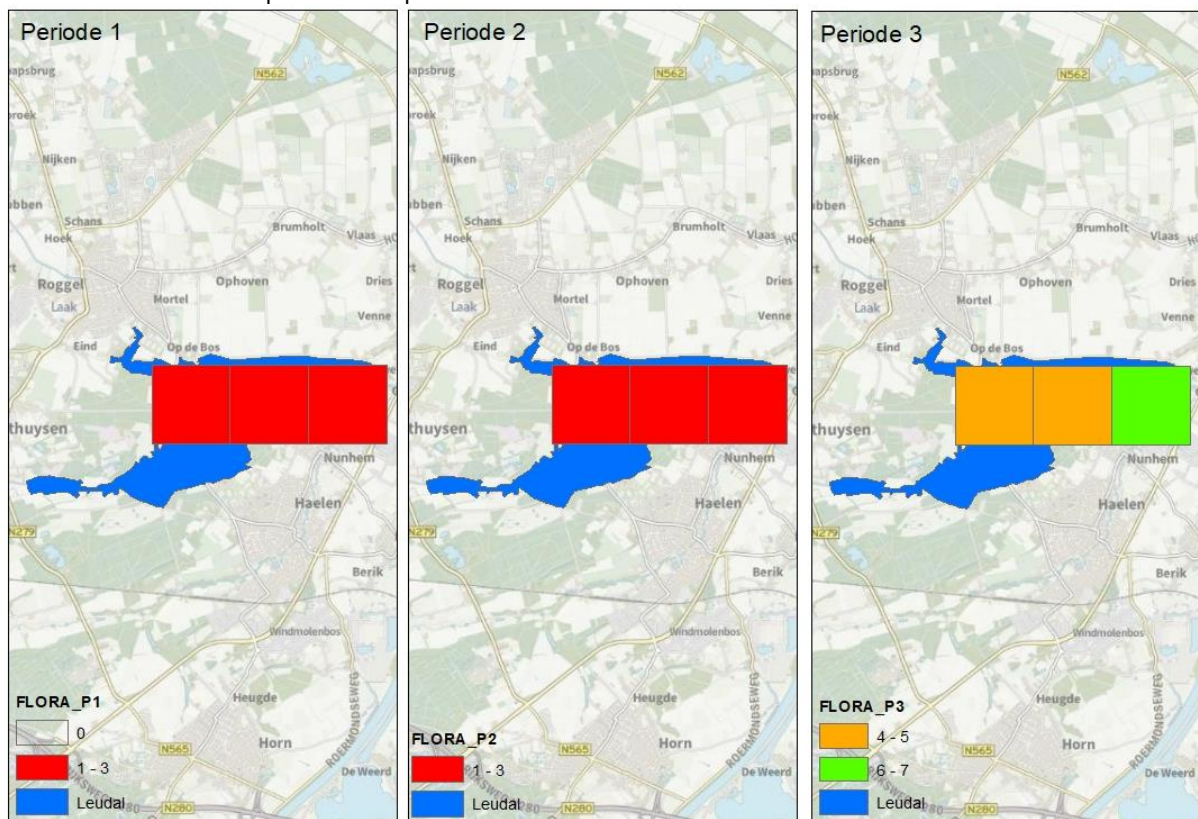 Periode 1
apsbrug
N562
roek
Nijken
ubben
Schans
Hoek
Brumholt
Vlaas
Roggel
Ophoven
Dries
Laak
Mortel
Venne
Eind
Op de Bos
thuysen
Nunhem
Haelen
N279
Berik
Windmolenbos
Heugde
ROERMONDSEWEG
FLORA_P1
0
N565
Horn
1 - 3
De Weerd
Leudal
N280
Periode 2
apsbrug
N562
roek
Nijken
ubben
Schans
Hoek
Brumholt
Vlaas
Roggel
Ophoven
Dries
Laak
Mortel
Venne
Eind
Op de Bos
thuysen
Nunhem
Haelen
N279
Berik
Windmolenbos
Heugde
ROERMONDSEWEG
FLORA_P2
N565
Horn
1 - 3
De Weerd
Leudal
N280
Periode 3
apsbrug
N562
roek
Nijken
ubben
Schans
Hoek
Brumholt
Vlaas
Roggel
Ophoven
Dries
Laak
Mortel
Venne
Eind
Op de Bos
thuysen
Nunhem
Haelen
N279
Berik
Windmolenbos
Heugde
ROERMONDSEWEG
FLORA_P3
4 - 5
N565
Horn
6 - 7
De Weerd
Leudal
N280